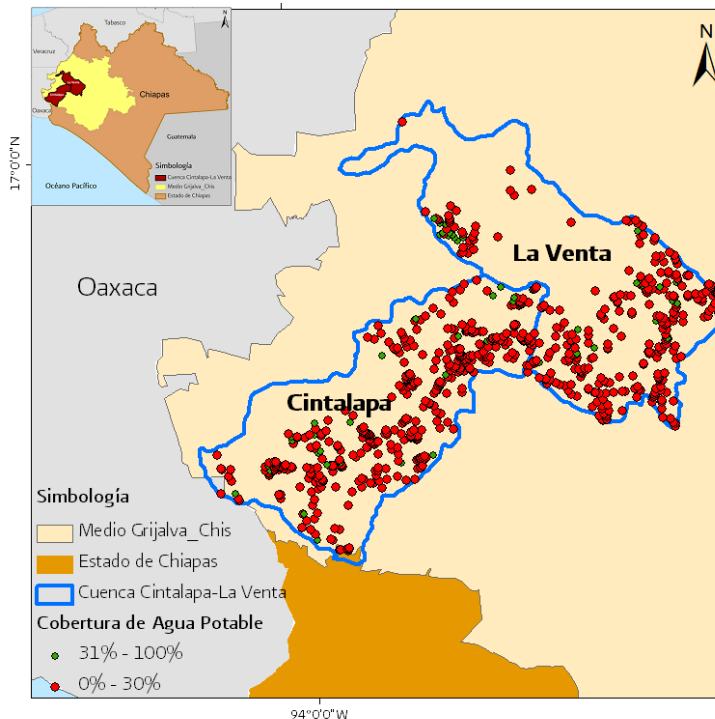 Tabasco
N
Veracruz
Oaxaca
Chiapas
Guatemala
Océano Pacífico
Simbología
Cuenca Cintalapa-La Venta
Medio Grijalva_Chis
Estado de Chiapas
N
17°0'0"N
La Venta
Oaxaca
Cintalapa
Simbología
Medio Grijalva_Chis
Estado de Chiapas
Cuenca Cintalapa-La Venta
Cobertura de Agua Potable
31% - 100%
0% - 30%
94°0'0"W